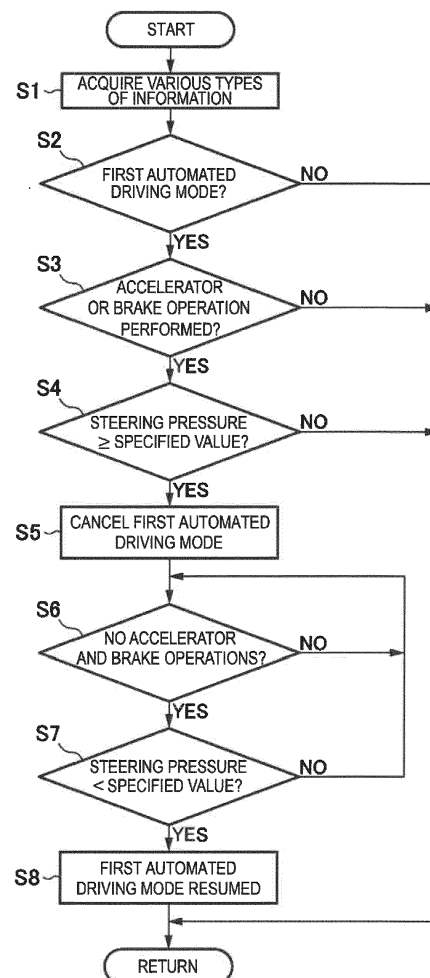 START
S1
ACQUIRE VARIOUS TYPES
OF INFORMATION
S2
FIRST AUTOMATED
DRIVING MODE?
NO
YES
S3
ACCELERATOR
OR BRAKE OPERATION
PERFORMED?
NO
YES
S4
STEERING PRESSURE
≥ SPECIFIED VALUE?
NO
YES
S5
CANCEL FIRST AUTOMATED
DRIVING MODE
S6
NO ACCELERATOR
AND BRAKE OPERATIONS?
NO
YES
S7
STEERING PRESSURE
< SPECIFIED VALUE?
NO
YES
S8
FIRST AUTOMATED
DRIVING MODE RESUMED
RETURN